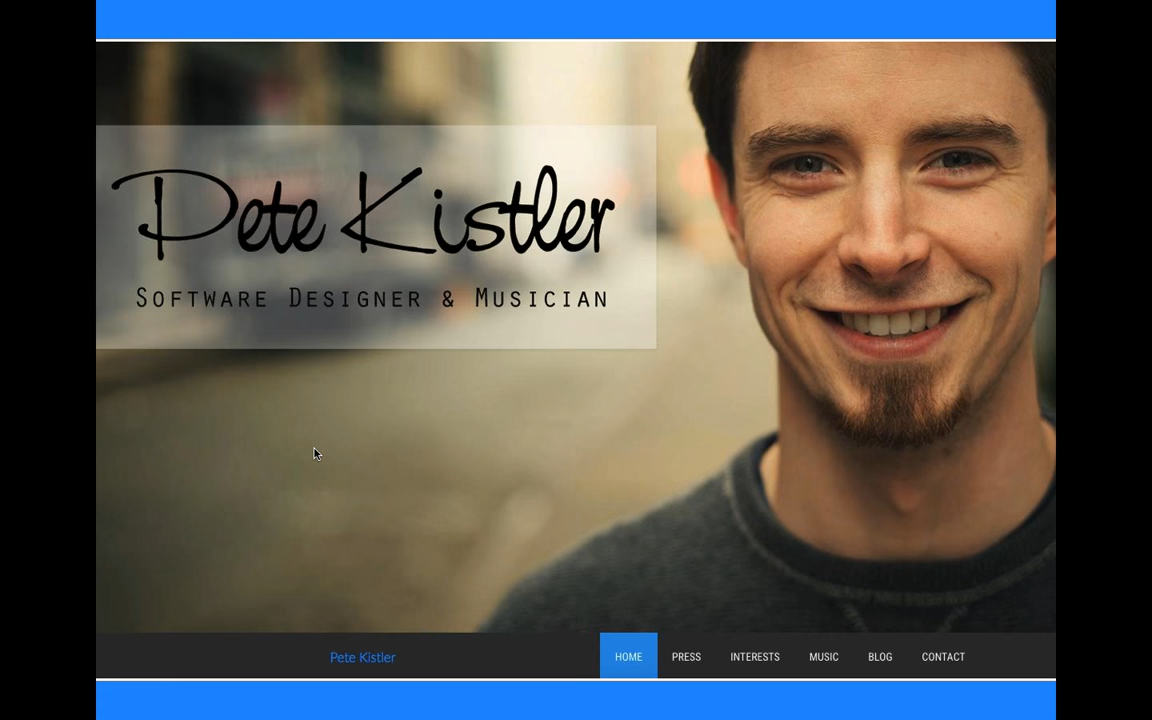 Pete Kistler
SOFTWARE DESIGNER & MUSICIAN
Pete Kistler HOME PRESS INTERESTS MUSIC BLOG CONTACT